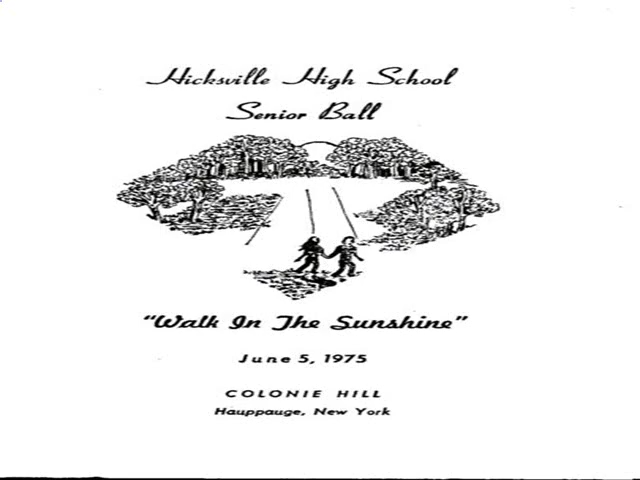 Hicksville High School
Senior Ball
"Walk In The Sunshine"
June 5, 1975
COLONIE HILL
Hauppauge, New York